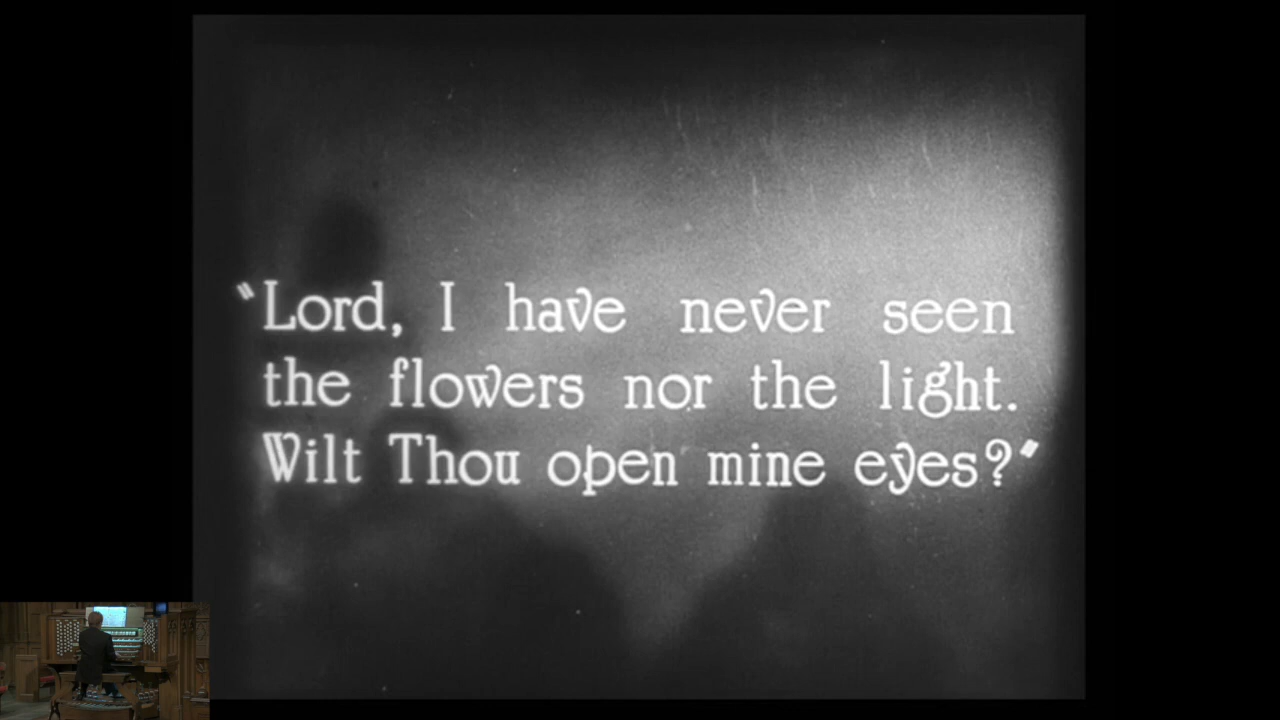 "Lord, I have never seen
the flowers nor the light.
Wilt Thou open mine eyes?"